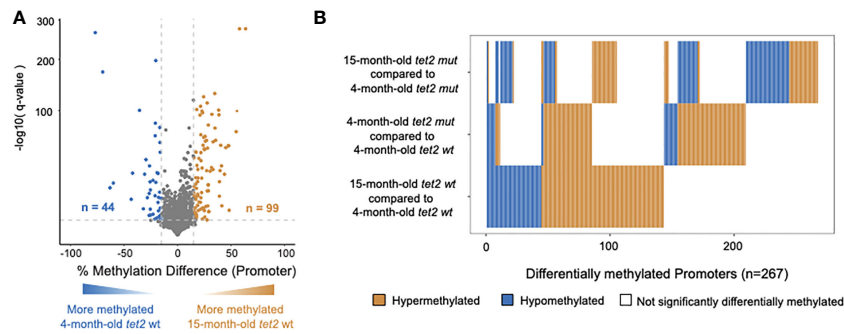 A
300
200
100
-log10( q-value )
n = 44
n = 99
-100 -50 0 50 100
% Methylation Difference (Promoter)
More methylated
4-month-old tet2 wt
More methylated
15-month-old tet2 wt
B
15-month-old tet2 mut
compared to
4-month-old tet2 mut
4-month-old tet2 mut
compared to
4-month-old tet2 wt
15-month-old tet2 wt
compared to
4-month-old tet2 wt
0 100 200
Differentially methylated Promoters (n=267)
Hypermethylated Hypomethylated Not significantly differentially methylated